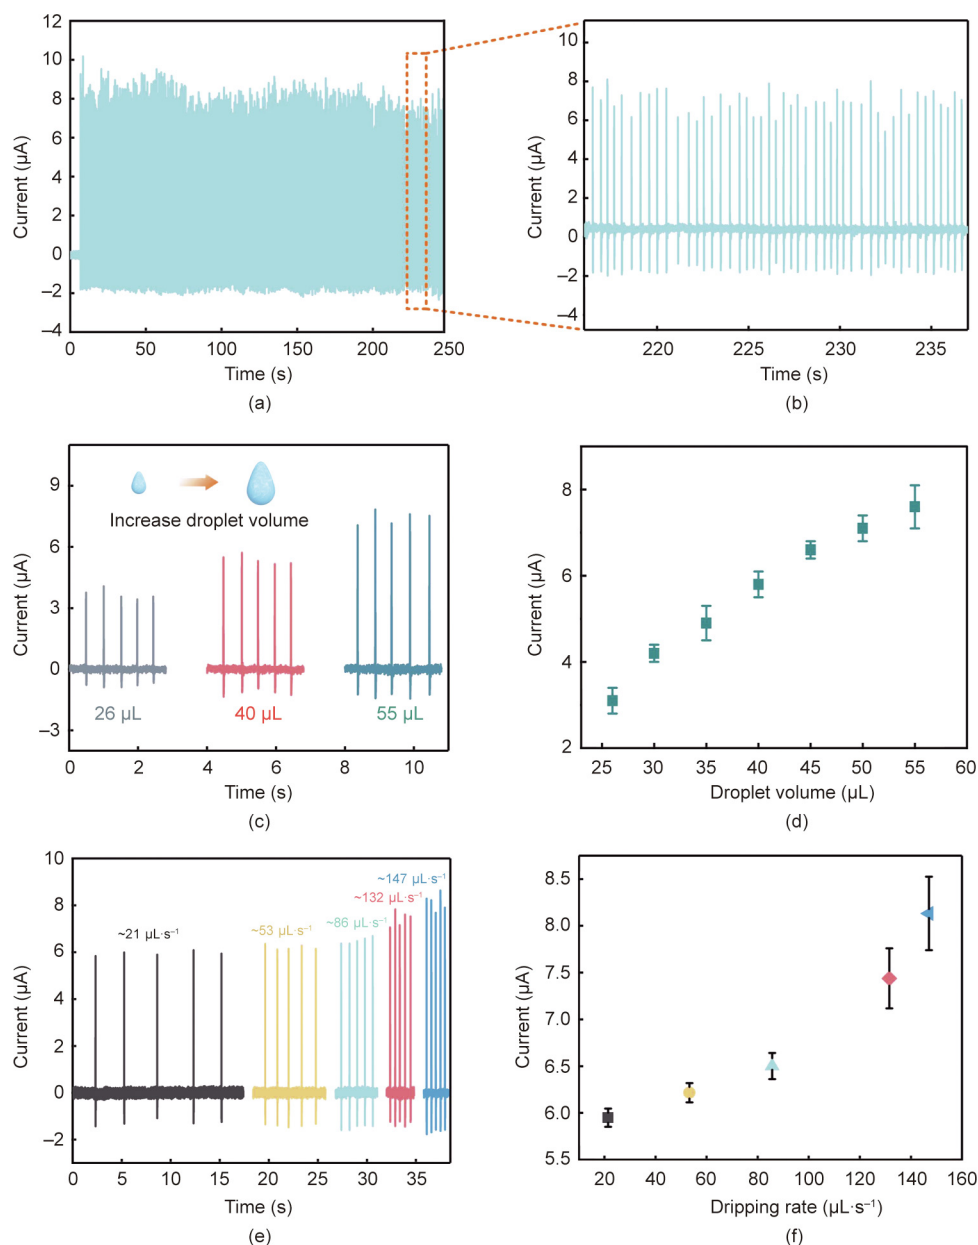 12
10
8
6
4
2
0
–2
–4
Current (µA)
0
50
100
150
200
250
Time (s)
(a)
10
8
6
4
2
0
–2
–4
Current (µA)
220
225
230
235
Time (s)
(b)
9
6
3
0
–3
Current (µA)
Increase droplet volume
26 µL
40 µL
55 µL
0
2
4
6
8
10
Time (s)
(c)
8
6
4
2
Current (µA)
25
30
35
40
45
50
55
60
Droplet volume (µL)
(d)
10
8
6
4
2
0
–2
Current (µA)
~21 µL·s⁻¹
~53 µL·s⁻¹
~86 µL·s⁻¹
~132 µL·s⁻¹
~147 µL·s⁻¹
0
5
10
15
20
25
30
35
Time (s)
(e)
8.5
8.0
7.5
7.0
6.5
6.0
5.5
Current (µA)
20
40
60
80
100
120
140
160
Dripping rate (µL·s⁻¹)
(f)